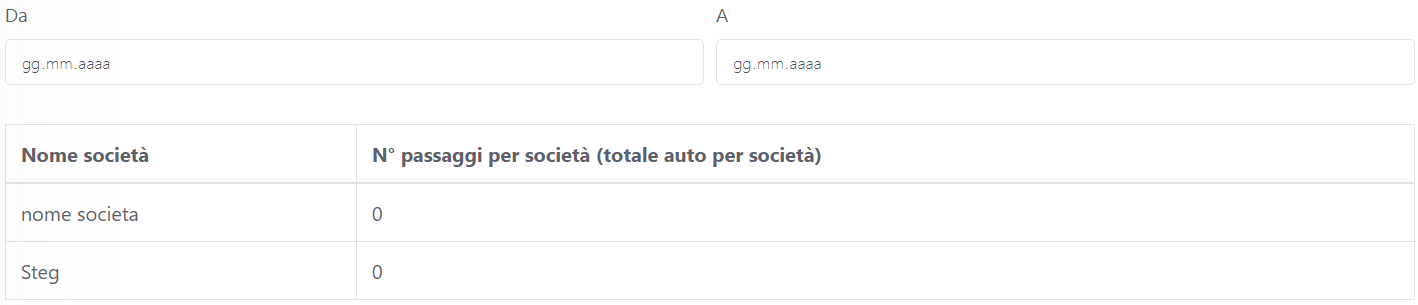 Da A
gg.mm.aaaa gg.mm.aaaa
Nome società N° passaggi per società (totale auto per società)
nome societa 0
Steg 0